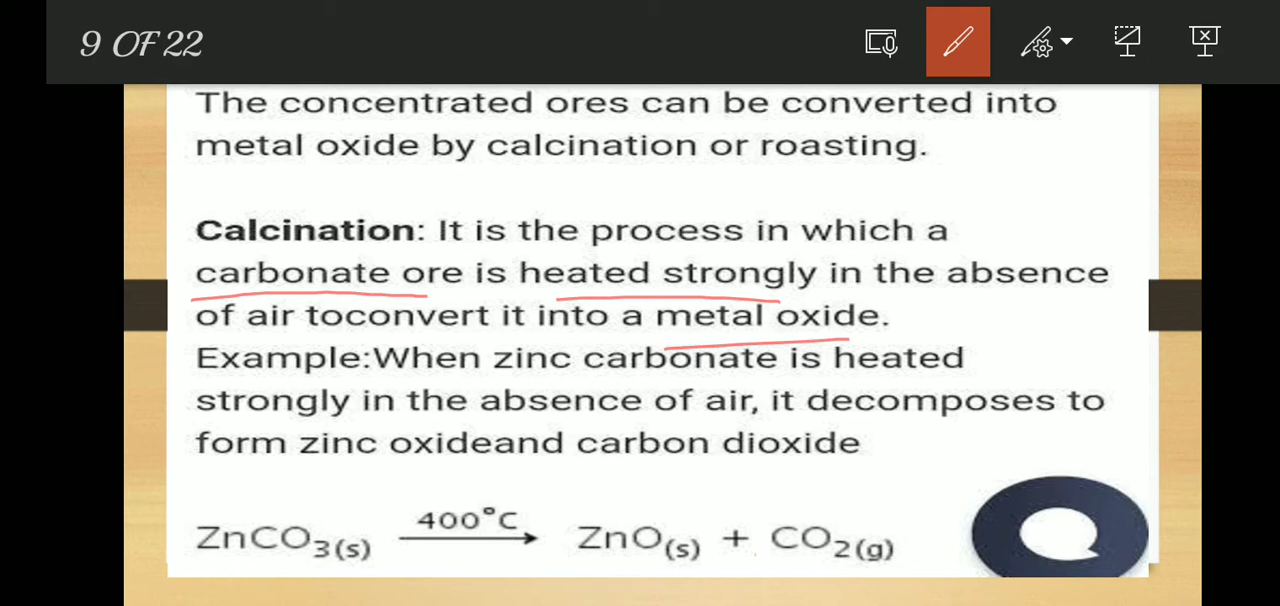 9 OF 22
The concentrated ores can be converted into
metal oxide by calcination or roasting.
Calcination: It is the process in which a
carbonate ore is heated strongly in the absence
of air toconvert it into a metal oxide.
Example:When zinc carbonate is heated
strongly in the absence of air, it decomposes to
form zinc oxideand carbon dioxide
ZnCO3(s) 400°C → ZnO(s) + CO2(g)